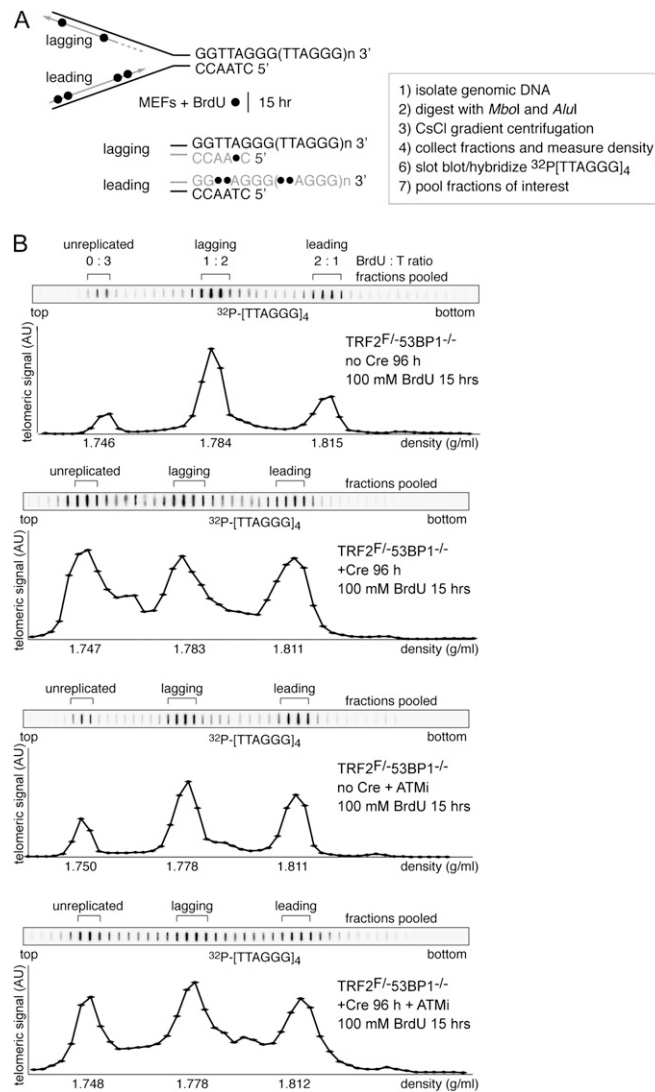 A
lagging
leading
GGTTAGGG(TTAGGG)n 3'
CCAATC 5'
MEFs + BrdU ● | 15 hr
lagging
GGTTAGGG(TTAGGG)n 3'
CCAA●C 5'
leading
GG●●AGGG(●●AGGG)n 3'
CCAATC 5'
1) isolate genomic DNA
2) digest with MboI and AluI
3) CsCl gradient centrifugation
4) collect fractions and measure density
6) slot blot/hybridize ³²P[TTAGGG]₄
7) pool fractions of interest
B
unreplicated lagging leading
0 : 3 1 : 2 2 : 1 BrdU : T ratio
fractions pooled
top ³²P-[TTAGGG]₄ bottom
telomeric signal (AU)
TRF2F/-53BP1-/-
no Cre 96 h
100 mM BrdU 15 hrs
1.746 1.784 1.815 density (g/ml)
unreplicated lagging leading fractions pooled
top ³²P-[TTAGGG]₄ bottom
telomeric signal (AU)
TRF2F/-53BP1-/-
+Cre 96 h
100 mM BrdU 15 hrs
1.747 1.783 1.811 density (g/ml)
unreplicated lagging leading fractions pooled
top ³²P-[TTAGGG]₄ bottom
telomeric signal (AU)
TRF2F/-53BP1-/-
no Cre + ATMi
100 mM BrdU 15 hrs
1.750 1.778 1.811 density (g/ml)
unreplicated lagging leading fractions pooled
top ³²P-[TTAGGG]₄ bottom
telomeric signal (AU)
TRF2F/-53BP1-/-
+Cre 96 h + ATMi
100 mM BrdU 15 hrs
1.748 1.778 1.812 density (g/ml)